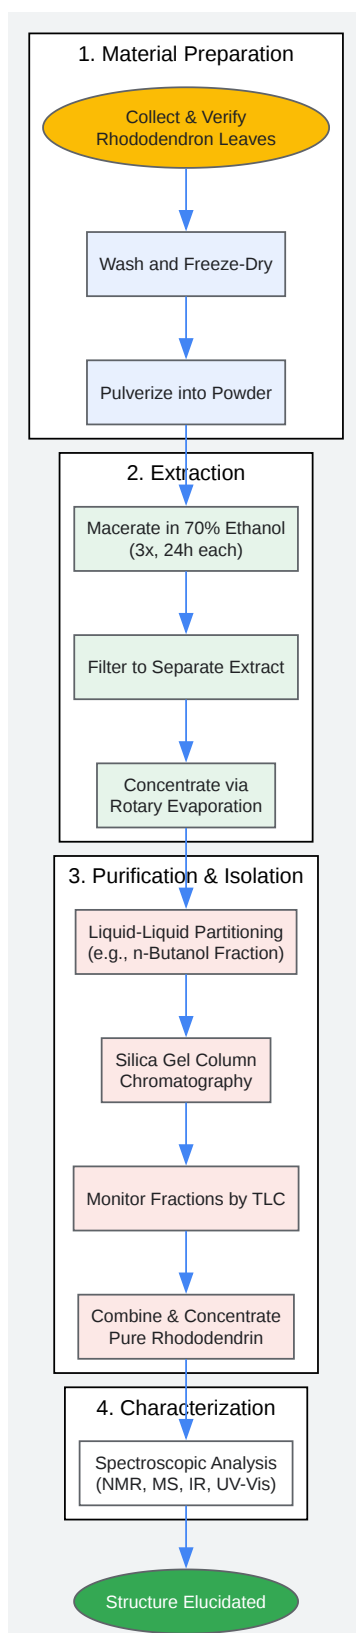 1. Material Preparation
Collect & Verify
Rhododendron Leaves
Wash and Freeze-Dry
Pulverize into Powder
2. Extraction
Macerate in 70% Ethanol
(3x, 24h each)
Filter to Separate Extract
Concentrate via
Rotary Evaporation
3. Purification & Isolation
Liquid-Liquid Partitioning
(e.g., n-Butanol Fraction)
Silica Gel Column
Chromatography
Monitor Fractions by TLC
Combine & Concentrate
Pure Rhododendrin
4. Characterization
Spectroscopic Analysis
(NMR, MS, IR, UV-Vis)
Structure Elucidated